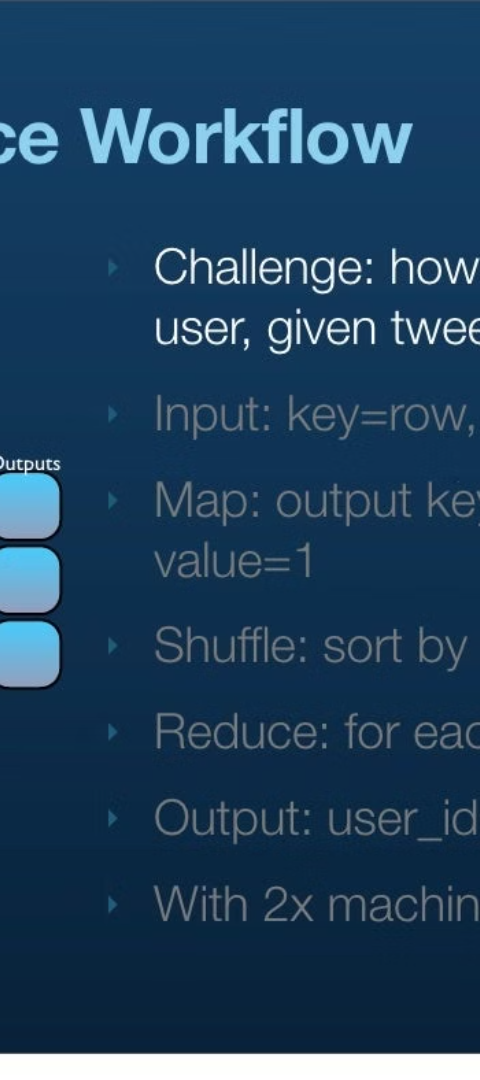 ce Workflow
Challenge: how
user, given twee
Input: key=row,
Outputs
Map: output key
value=1
Shuffle: sort by
Reduce: for eac
Output: user_id
With 2x machin